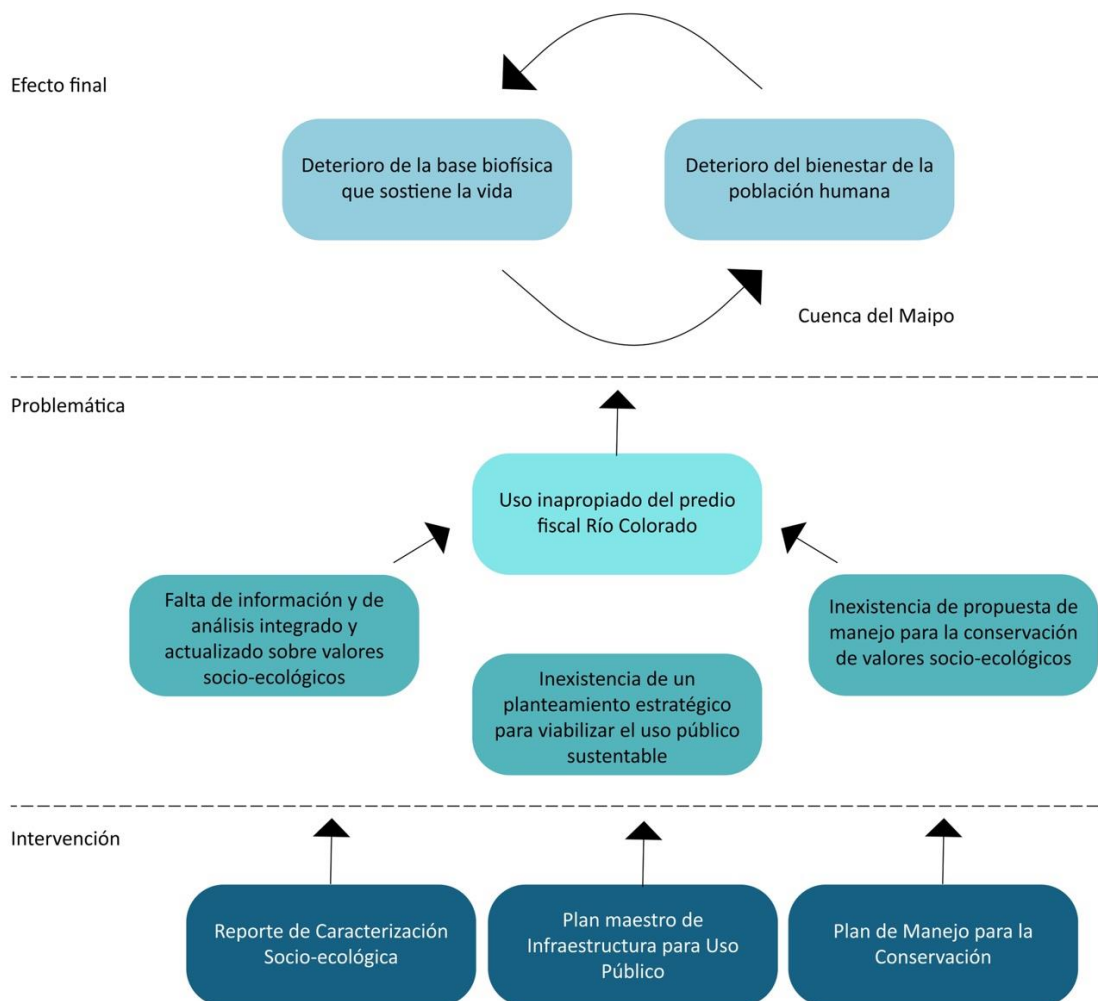 Efecto final
Deterioro de la base biofísica
que sostiene la vida
Deterioro del bienestar de la
población humana
Cuenca del Maipo
Problemática
Uso inapropiado del predio
fiscal Río Colorado
Falta de información y de
análisis integrado y
actualizado sobre valores
socio-ecológicos
Inexistencia de un
planteamiento estratégico
para viabilizar el uso público
sustentable
Inexistencia de propuesta de
manejo para la conservación
de valores socio-ecológicos
Intervención
Reporte de Caracterización
Socio-ecológica
Plan maestro de
Infraestructura para Uso
Público
Plan de Manejo para la
Conservación